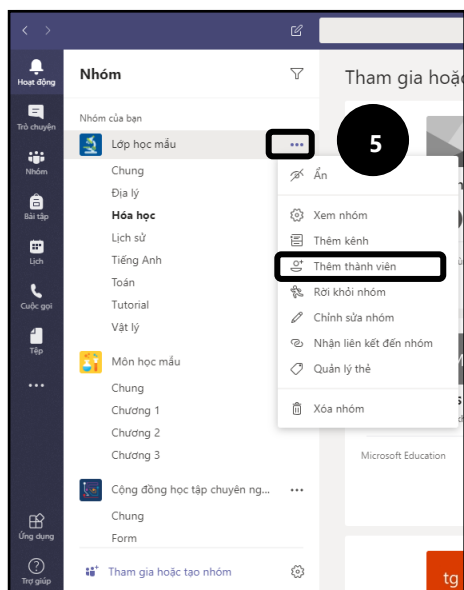 Hoạt động
Trò chuyện
Nhóm
Bài tập
Lịch
Cuộc gọi
Tệp
Ứng dụng
Trợ giúp
Nhóm
Nhóm của bạn
Lớp học mẫu
Chung
Địa lý
Hóa học
Lịch sử
Tiếng Anh
Toán
Tutorial
Vật lý
Môn học mẫu
Chung
Chương 1
Chương 2
Chương 3
Cộng đồng học tập chuyên ng...
Chung
Form
Tham gia hoặc tạo nhóm
5
Ẩn
Xem nhóm
Thêm kênh
Thêm thành viên
Rời khỏi nhóm
Chỉnh sửa nhóm
Nhận liên kết đến nhóm
Quản lý thẻ
Xóa nhóm
Tham gia hoặc
Microsoft Education
tg